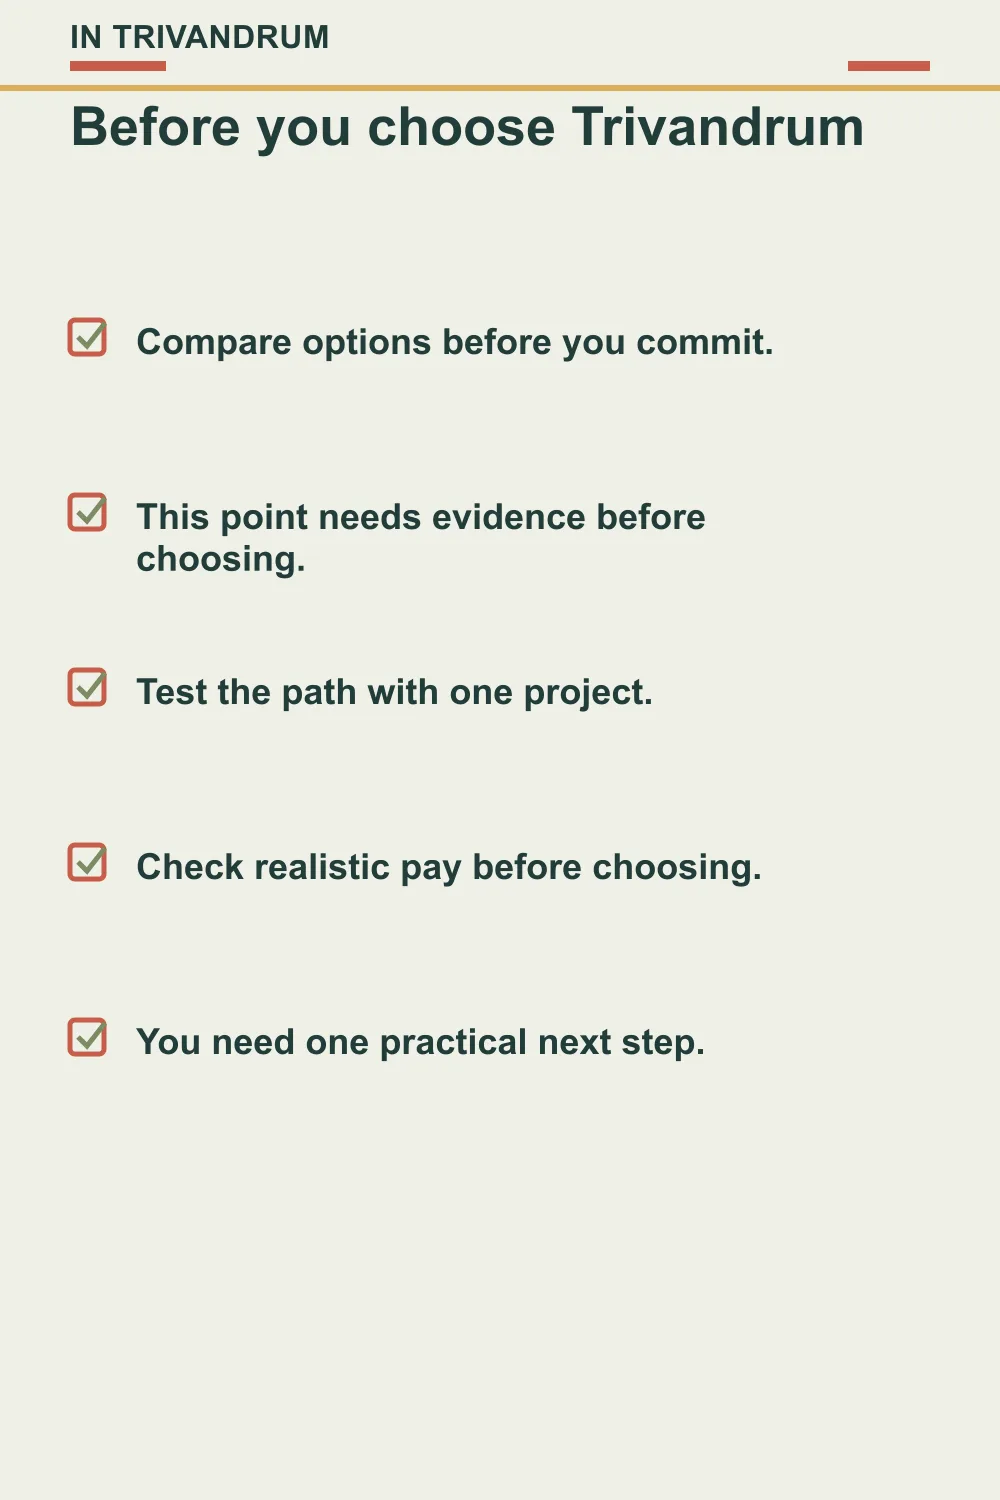 IN TRIVANDRUM
Before you choose Trivandrum
Compare options before you commit.
This point needs evidence before
choosing.
Test the path with one project.
Check realistic pay before choosing.
You need one practical next step.